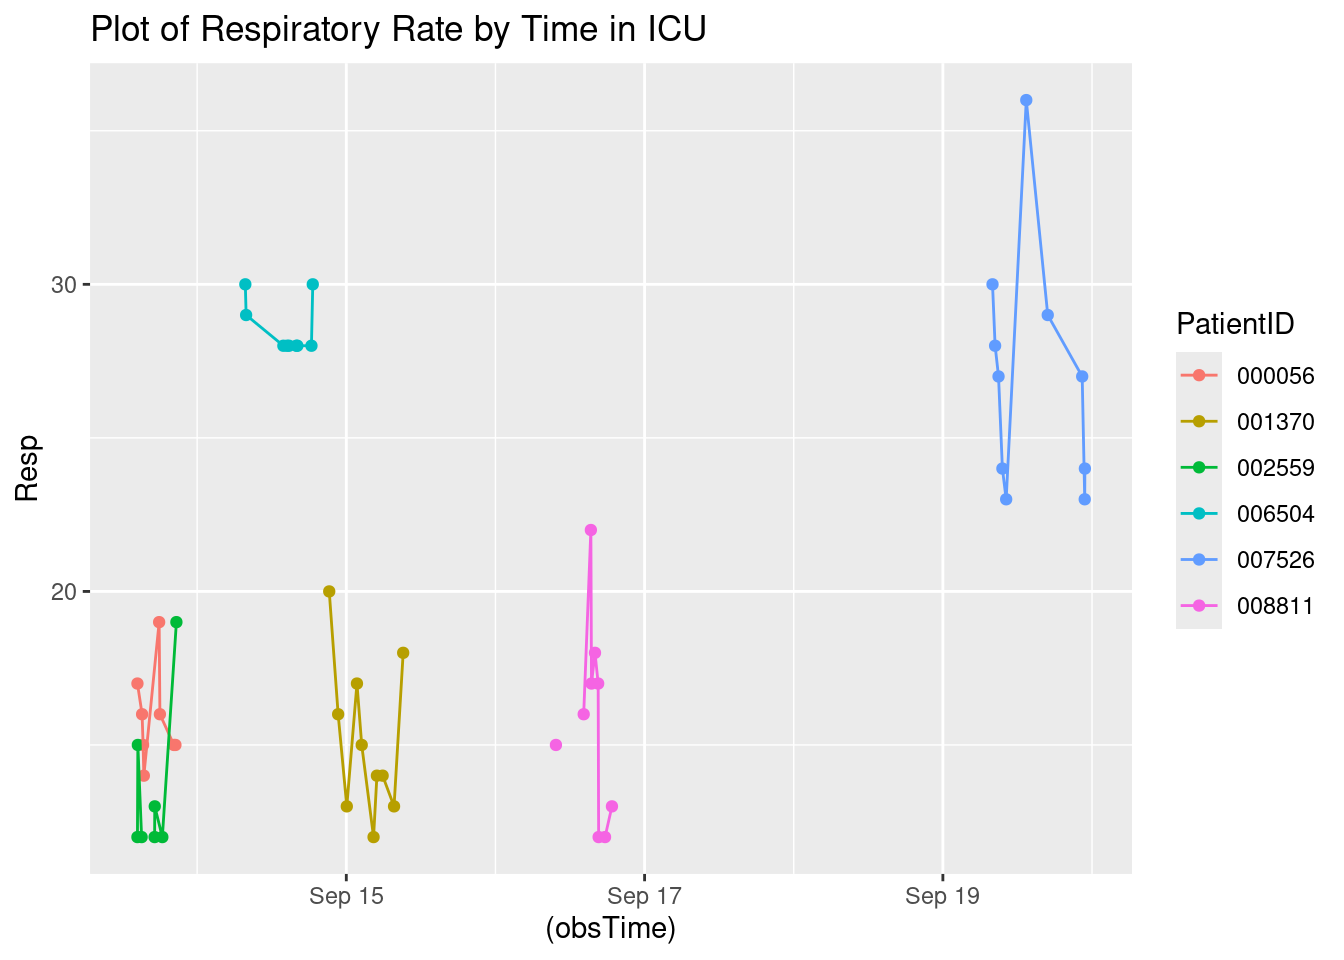 Plot of Respiratory Rate by Time in ICU
Resp
30
20
Sep 15
Sep 17
Sep 19
(obsTime)
PatientID
000056
001370
002559
006504
007526
008811